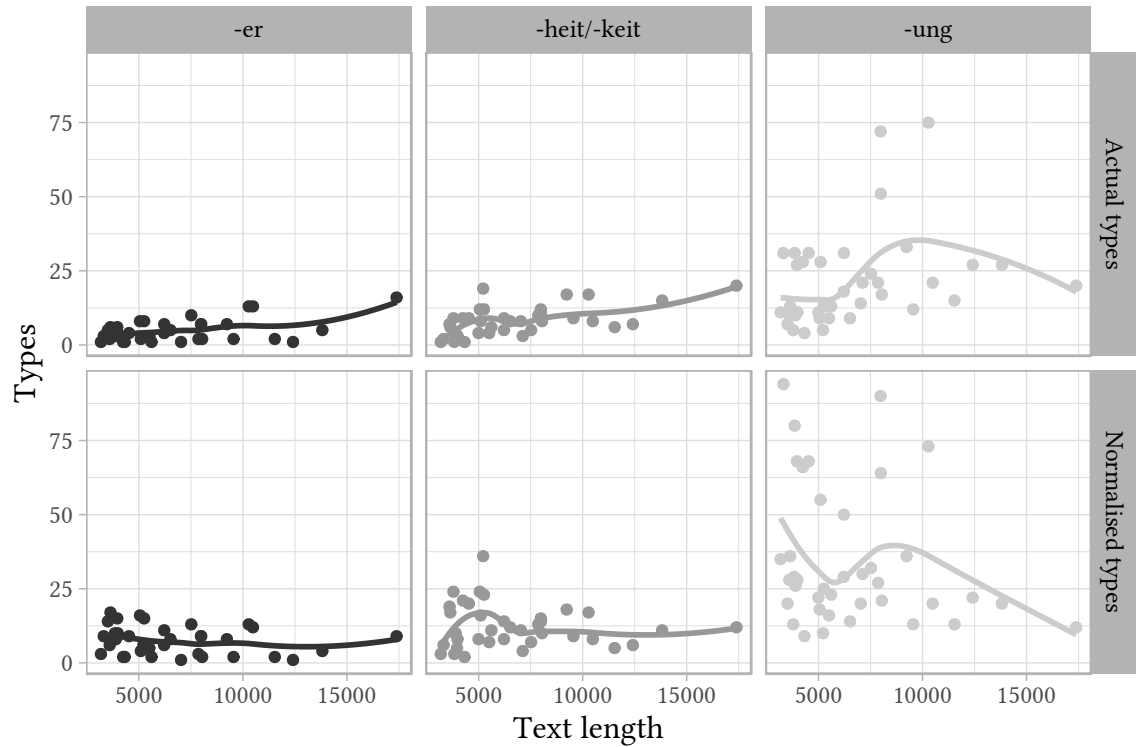 -er -heit/-keit -ung
Types
75
50
25
0
Actual types
75
50
25
0
Normalised types
5000 10000 15000 5000 10000 15000 5000 10000 15000
Text length